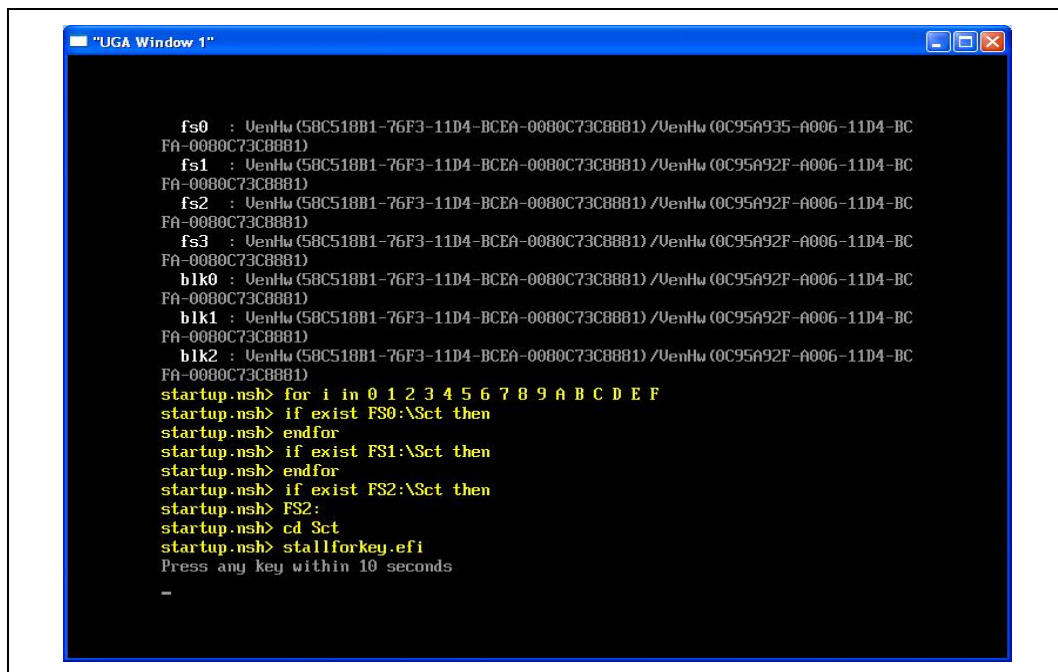 "UGA Window 1"
fs0 : VenHw(58C518B1-76F3-11D4-BCEA-0080C73C8881)/VenHw(0C95A935-A006-11D4-BC
FA-0080C73C8881)
fs1 : VenHw(58C518B1-76F3-11D4-BCEA-0080C73C8881)/VenHw(0C95A92F-A006-11D4-BC
FA-0080C73C8881)
fs2 : VenHw(58C518B1-76F3-11D4-BCEA-0080C73C8881)/VenHw(0C95A92F-A006-11D4-BC
FA-0080C73C8881)
fs3 : VenHw(58C518B1-76F3-11D4-BCEA-0080C73C8881)/VenHw(0C95A92F-A006-11D4-BC
FA-0080C73C8881)
blk0 : VenHw(58C518B1-76F3-11D4-BCEA-0080C73C8881)/VenHw(0C95A92F-A006-11D4-BC
FA-0080C73C8881)
blk1 : VenHw(58C518B1-76F3-11D4-BCEA-0080C73C8881)/VenHw(0C95A92F-A006-11D4-BC
FA-0080C73C8881)
blk2 : VenHw(58C518B1-76F3-11D4-BCEA-0080C73C8881)/VenHw(0C95A92F-A006-11D4-BC
FA-0080C73C8881)
startup.nsh> for i in 0 1 2 3 4 5 6 7 8 9 A B C D E F
startup.nsh> if exist FS0:\Sct then
startup.nsh> endfor
startup.nsh> if exist FS1:\Sct then
startup.nsh> endfor
startup.nsh> if exist FS2:\Sct then
startup.nsh> FS2:
startup.nsh> cd Sct
startup.nsh> stallforkey.efi
Press any key within 10 seconds
_